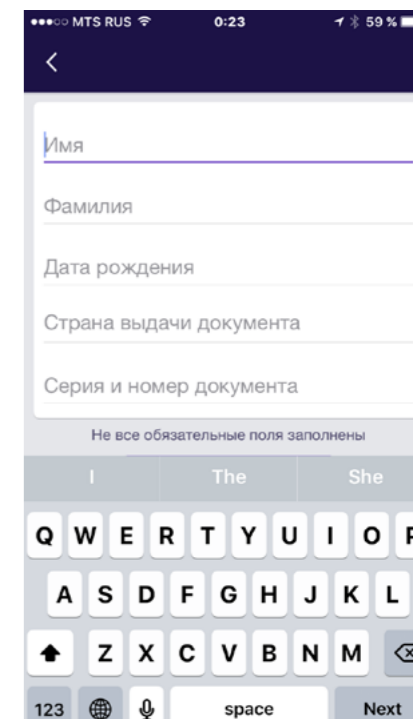 MTS RUS 0:23 59 %
Имя
Фамилия
Дата рождения
Страна выдачи документа
Серия и номер документа
Не все обязательные поля заполнены
I The She
Q W E R T Y U I O P
A S D F G H J K L
Z X C V B N M
123 space Next